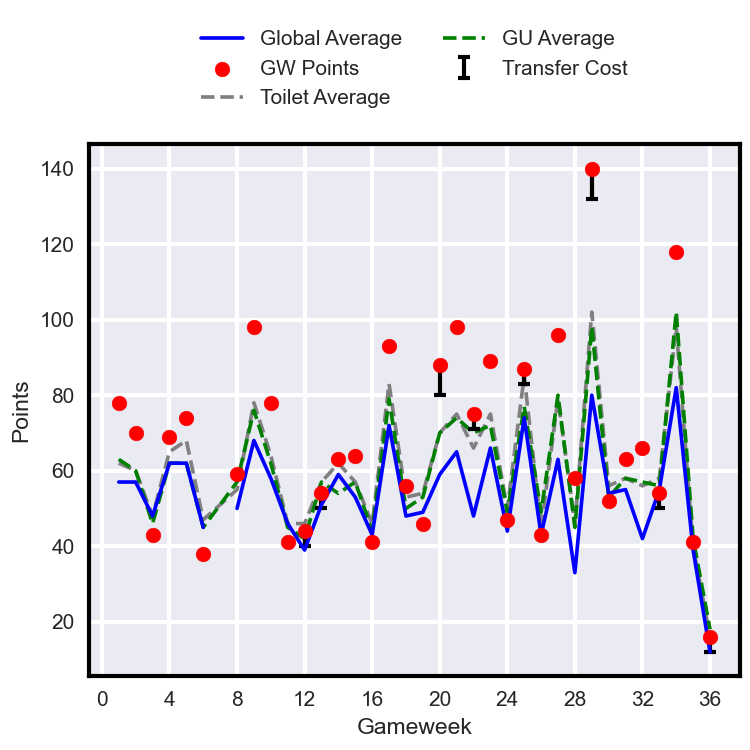 Global Average
GW Points
Toilet Average
GU Average
Transfer Cost
140
120
100
80
60
40
20
Points
0 4 8 12 16 20 24 28 32 36
Gameweek